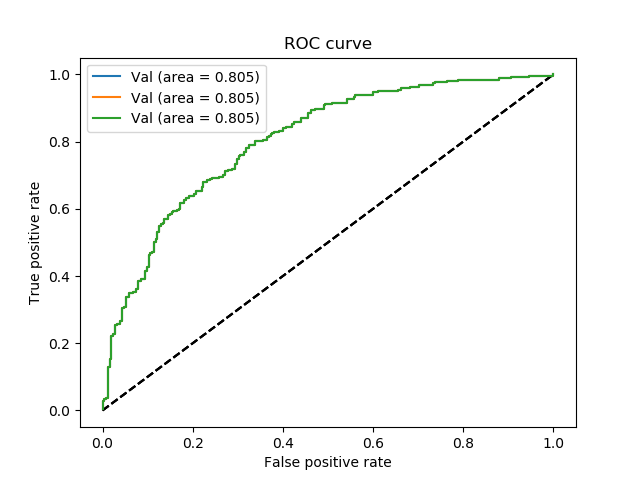 ROC curve
Val (area = 0.805)
Val (area = 0.805)
Val (area = 0.805)
1.0
0.8
0.6
0.4
0.2
0.0
True positive rate
0.0 0.2 0.4 0.6 0.8 1.0
False positive rate